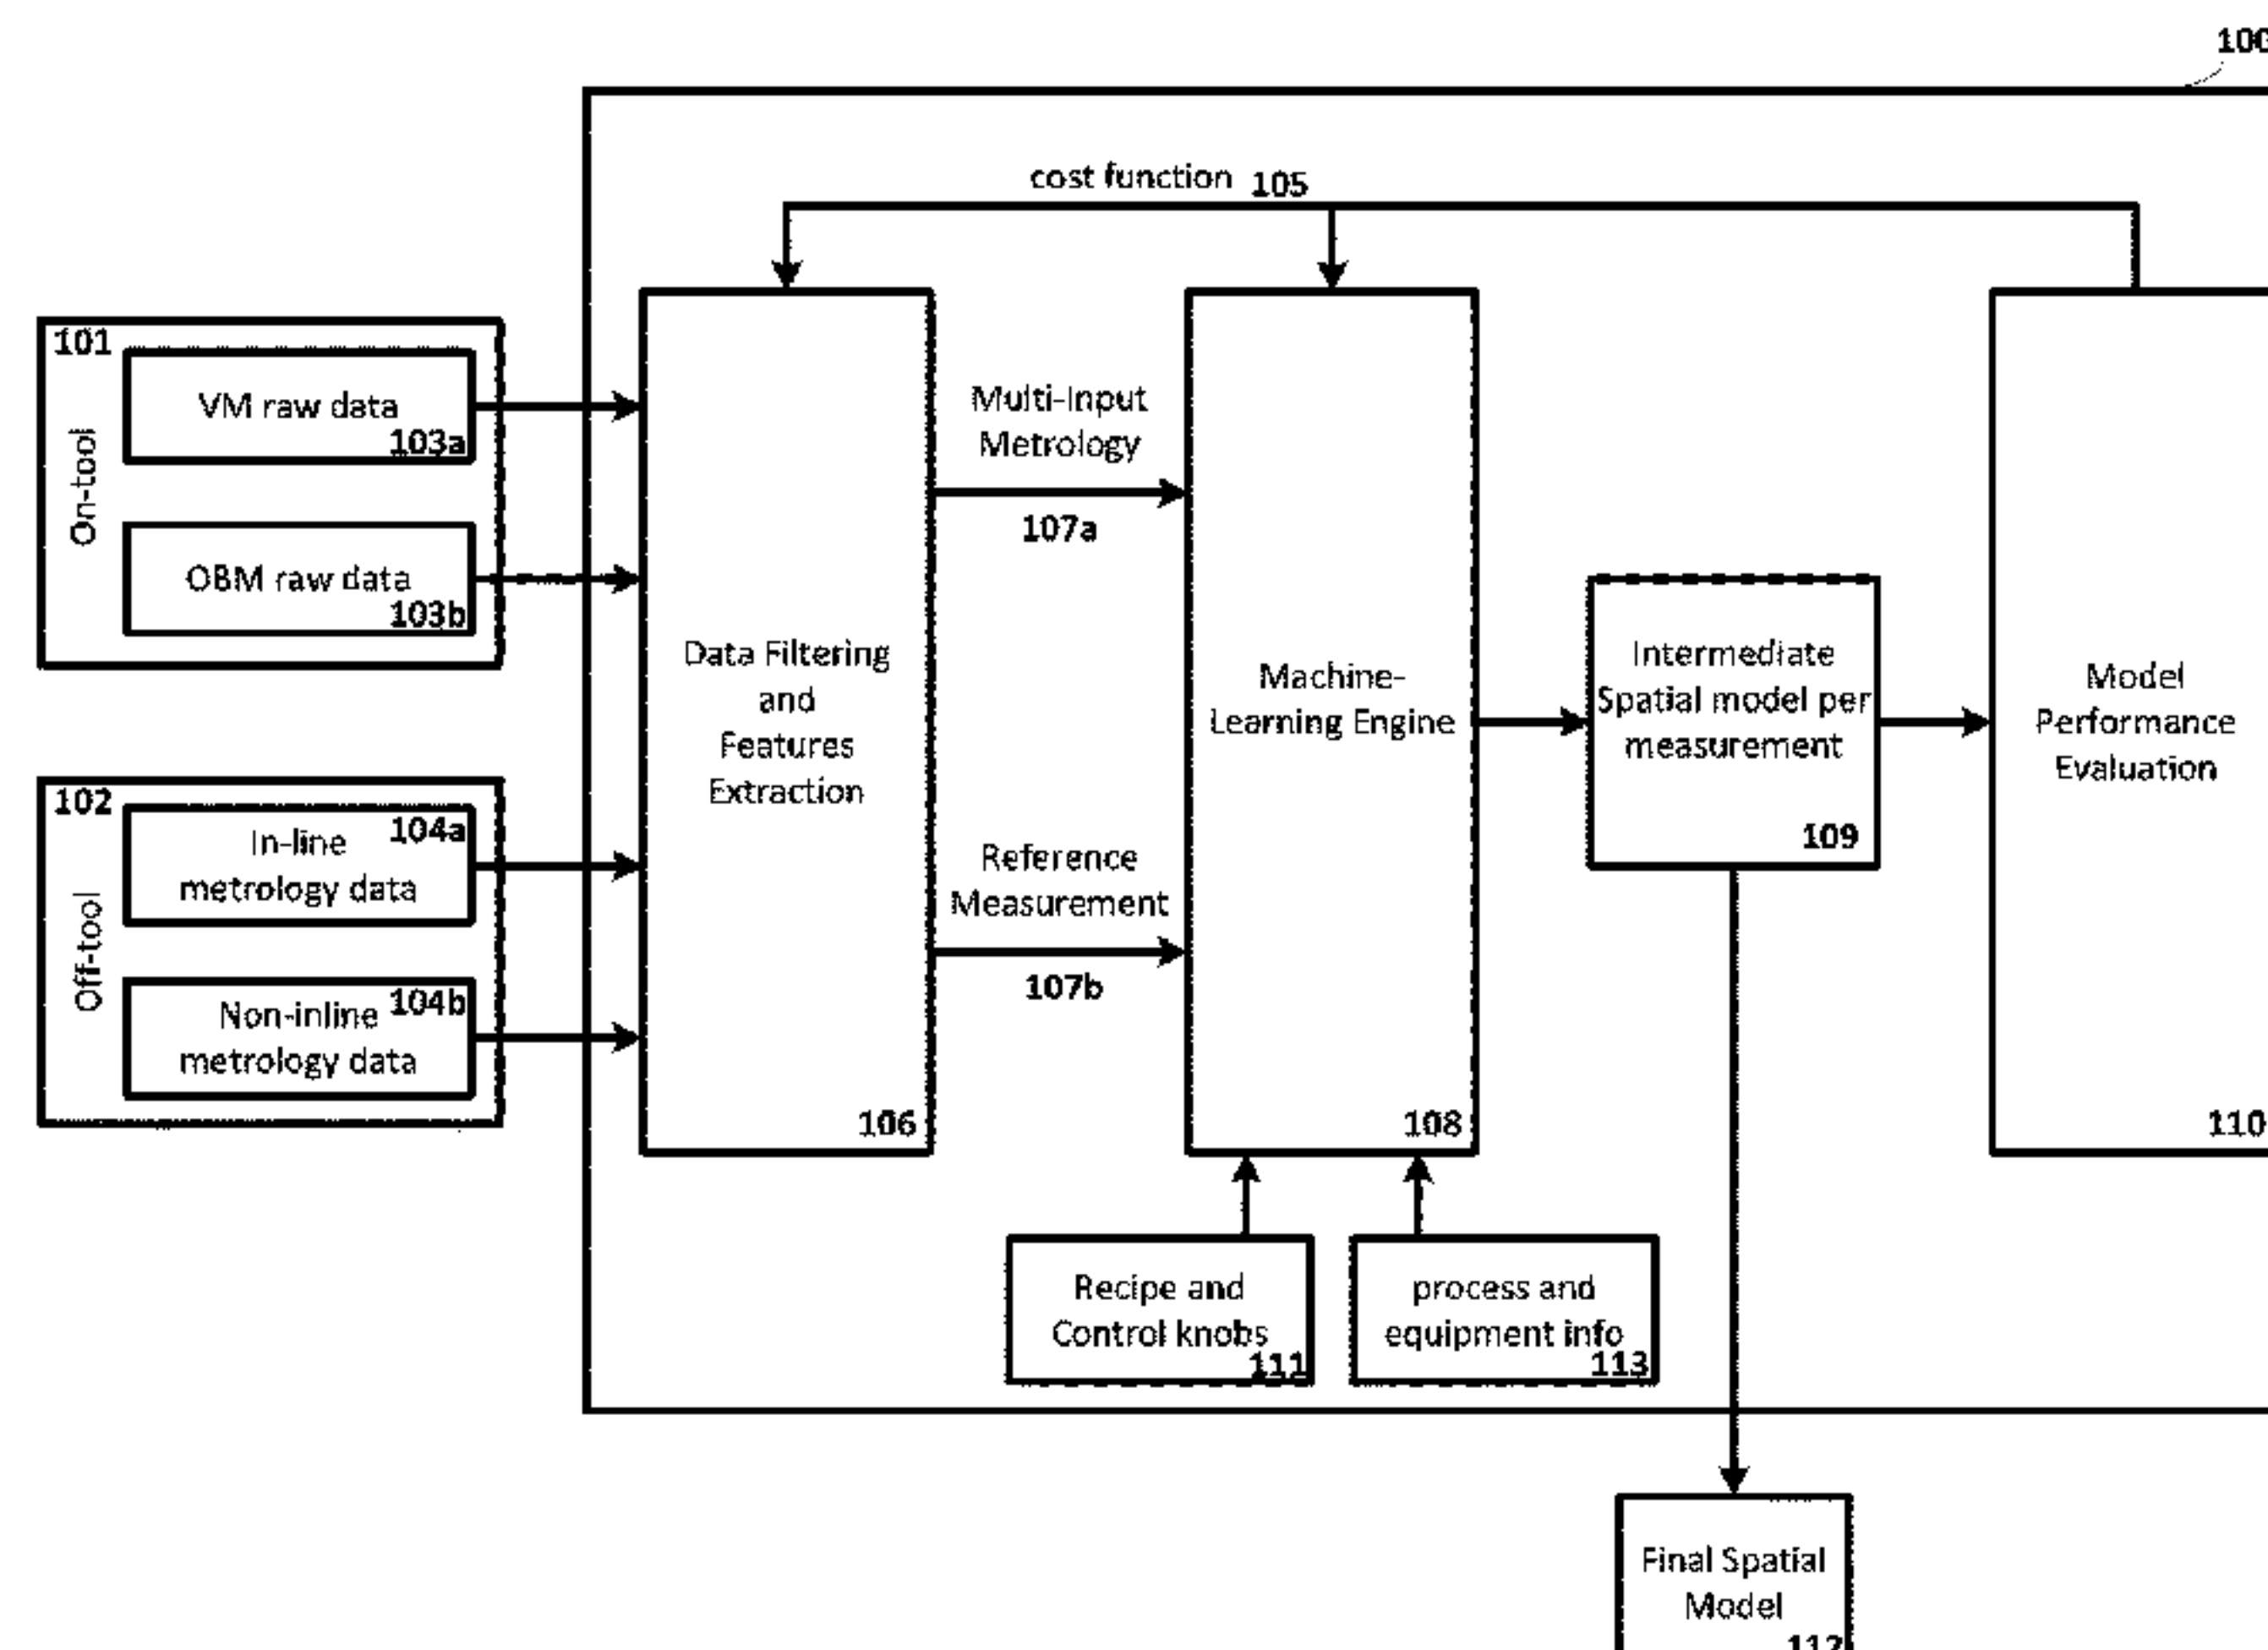 100
cost function 105
101
On-tool
VM raw data
103a
OBM raw data
103b
102
Off-tool
In-line
104a
metrology data
Non-inline
104b
metrology data
Data Filtering
and
Features
Extraction
106
Multi-Input
Metrology
107a
Reference
Measurement
107b
Machine-
Learning Engine
108
Intermediate
Spatial model per
measurement
109
Model
Performance
Evaluation
110
Recipe and
Control knobs
111
process and
equipment info
113
Final Spatial
Model
112